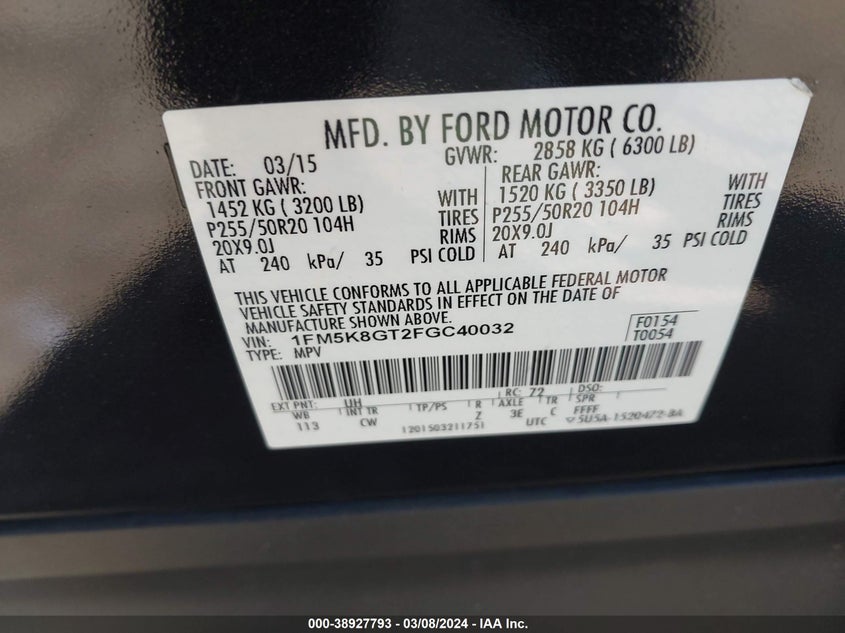 MFD. BY FORD MOTOR CO.
DATE: 03/15 GVWR: 2858 KG ( 6300 LB)
FRONT GAWR: REAR GAWR:
1452 KG ( 3200 LB) WITH 1520 KG ( 3350 LB) WITH
P255/50R20 104H TIRES P255/50R20 104H TIRES
20X9.0J RIMS 20X9.0J RIMS
AT 240 kPa/ 35 PSI COLD AT 240 kPa/ 35 PSI COLD
THIS VEHICLE CONFORMS TO ALL APPLICABLE FEDERAL MOTOR
VEHICLE SAFETY STANDARDS IN EFFECT ON THE DATE OF
MANUFACTURE SHOWN ABOVE.
VIN: 1FM5K8GT2FGC40032 F0154
TYPE: MPV T0054
EXT PNT: UH RC: 72 DSO:
WB INT TR TP/PS R AXLE TR SPR
113 CW Z 3E C FFFF
1201503211751 UTC 5U5A-1520472-BA
000-38927793 - 03/08/2024 - IAA Inc.